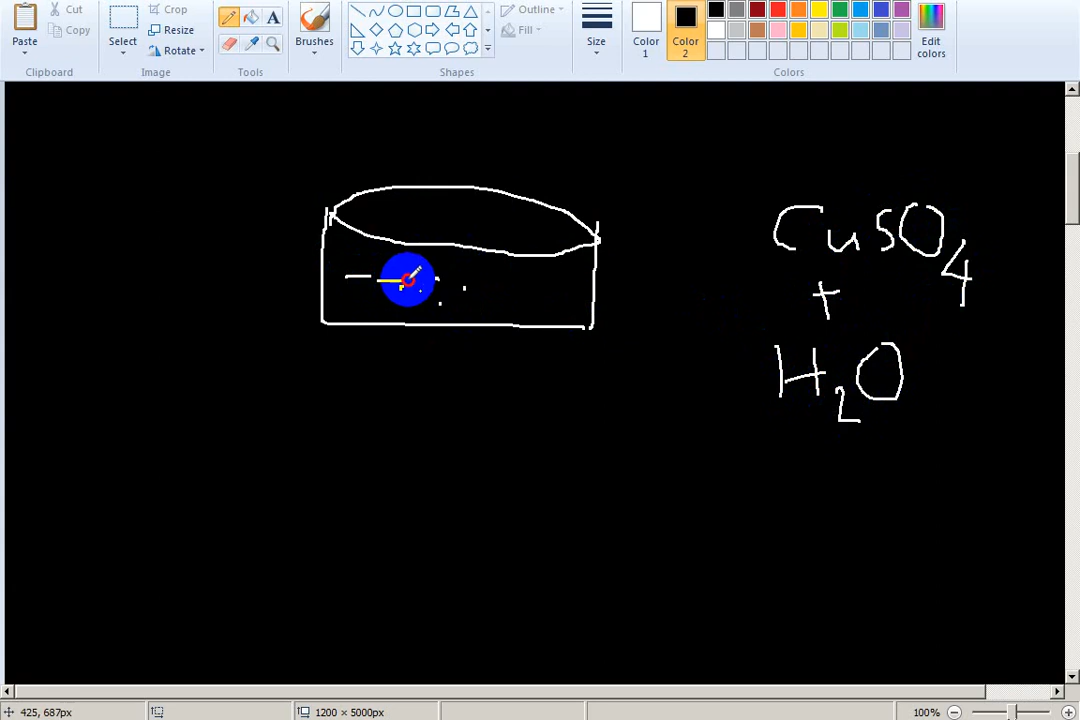 Cut
Copy
Paste
Clipboard
Select
Crop
Resize
Rotate
Image
A
Tools
Brushes
Outline
Fill
Shapes
Size
Color 1
Color 2
Edit colors
Colors
CuSO4
+
H2O
425, 687px
1200 × 5000px
100%